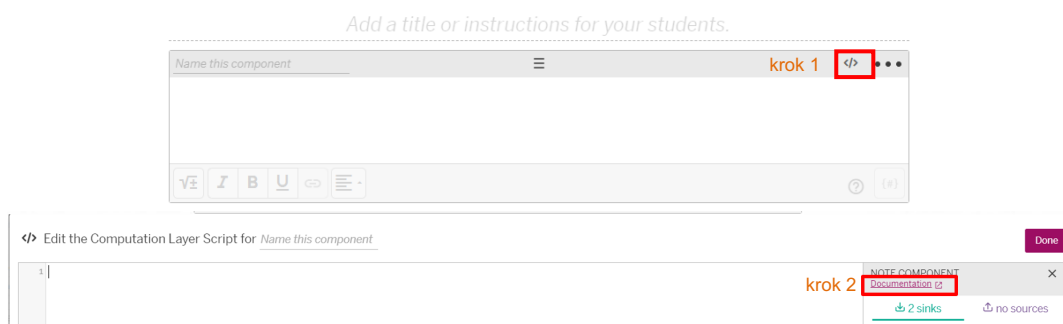 Add a title or instructions for your students.
Name this component
krok 1
</>
I B U
</> Edit the Computation Layer Script for Name this component
Done
1
NOTE COMPONENT
krok 2
Documentation
2 sinks
no sources